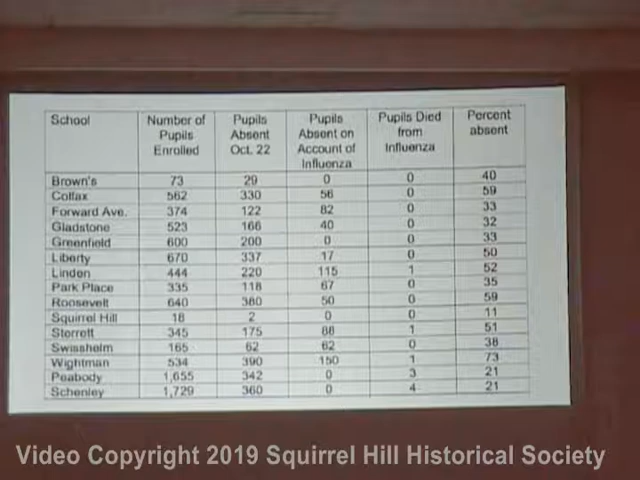 School Number of Pupils Enrolled Pupils Absent Oct. 22 Pupils Absent on Account of Influenza Pupils Died from Influenza Percent absent
Brown's 73 29 0 0 40
Colfax 562 330 56 0 59
Forward Ave. 374 122 82 0 33
Gladstone 523 166 40 0 32
Greenfield 600 200 0 0 33
Liberty 670 337 17 0 50
Linden 444 220 115 1 52
Park Place 335 118 67 0 35
Roosevelt 640 380 50 0 59
Squirrel Hill 18 2 0 0 11
Sterrett 345 175 88 1 51
Swisshelm 165 62 62 0 38
Wightman 534 390 150 1 73
Peabody 1,655 342 0 3 21
Schenley 1,729 360 0 4 21
Video Copyright 2019 Squirrel Hill Historical Society